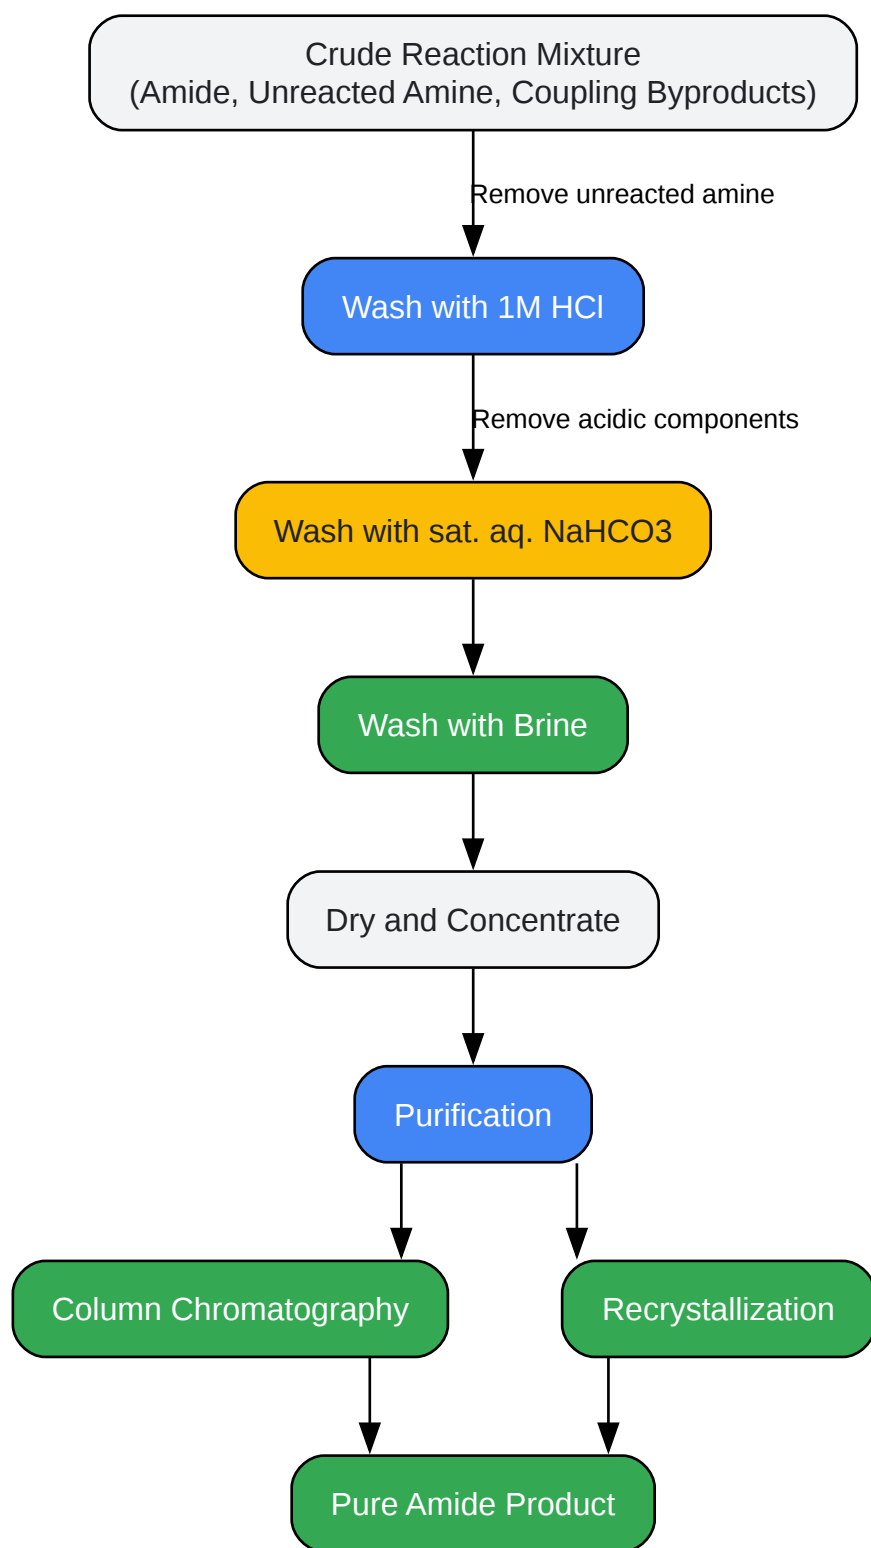 Crude Reaction Mixture
(Amide, Unreacted Amine, Coupling Byproducts)
Remove unreacted amine
Wash with 1M HCl
Remove acidic components
Wash with sat. aq. NaHCO3
Wash with Brine
Dry and Concentrate
Purification
Column Chromatography
Recrystallization
Pure Amide Product